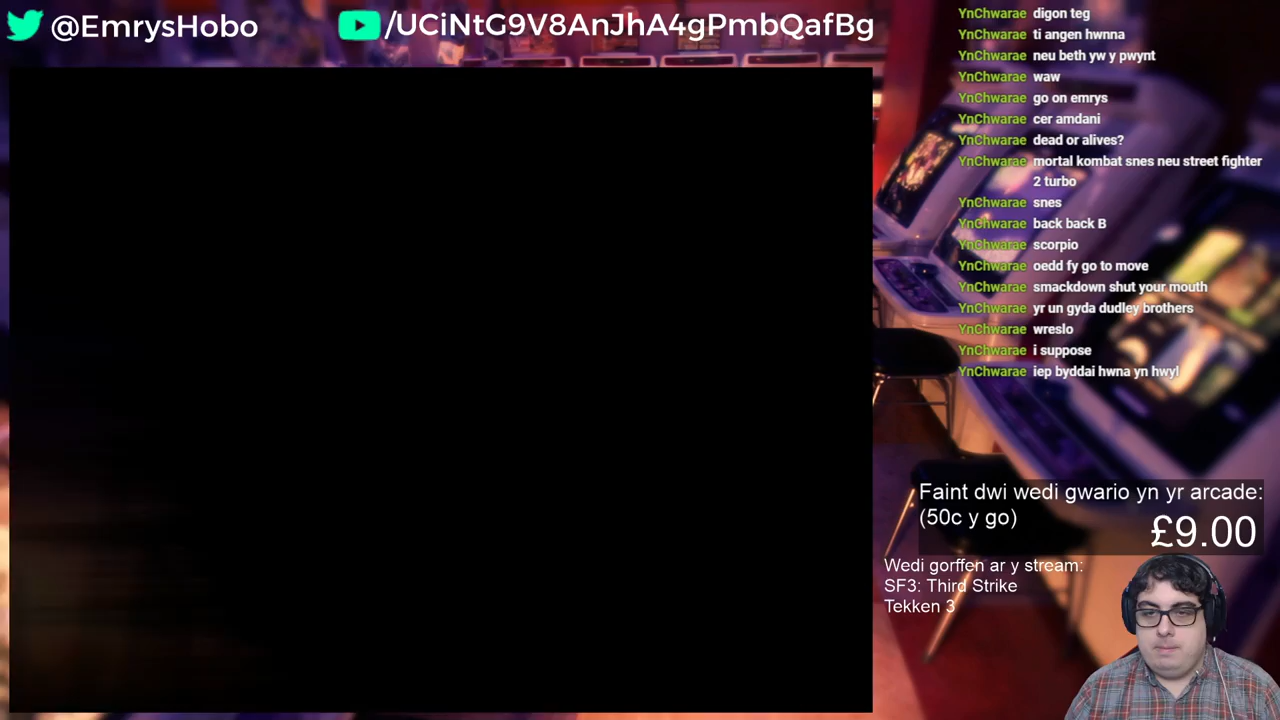 @EmrysHobo
/UCiNtG9V8AnJhA4gPmbQafBg
YnChwarae digon teg
YnChwarae ti angen hwnna
YnChwarae neu beth yw y pwynt
YnChwarae waw
YnChwarae go on emrys
YnChwarae cer amdani
YnChwarae dead or alives?
YnChwarae mortal kombat snes neu street fighter
2 turbo
YnChwarae snes
YnChwarae back back B
YnChwarae scorpio
YnChwarae oedd fy go to move
YnChwarae smackdown shut your mouth
YnChwarae yr un gyda dudley brothers
YnChwarae wreslo
YnChwarae i suppose
YnChwarae iep byddai hwna yn hwyl
Faint dwi wedi gwario yn yr arcade:
(50c y go)
£9.00
Wedi gorffen ar y stream:
SF3: Third Strike
Tekken 3